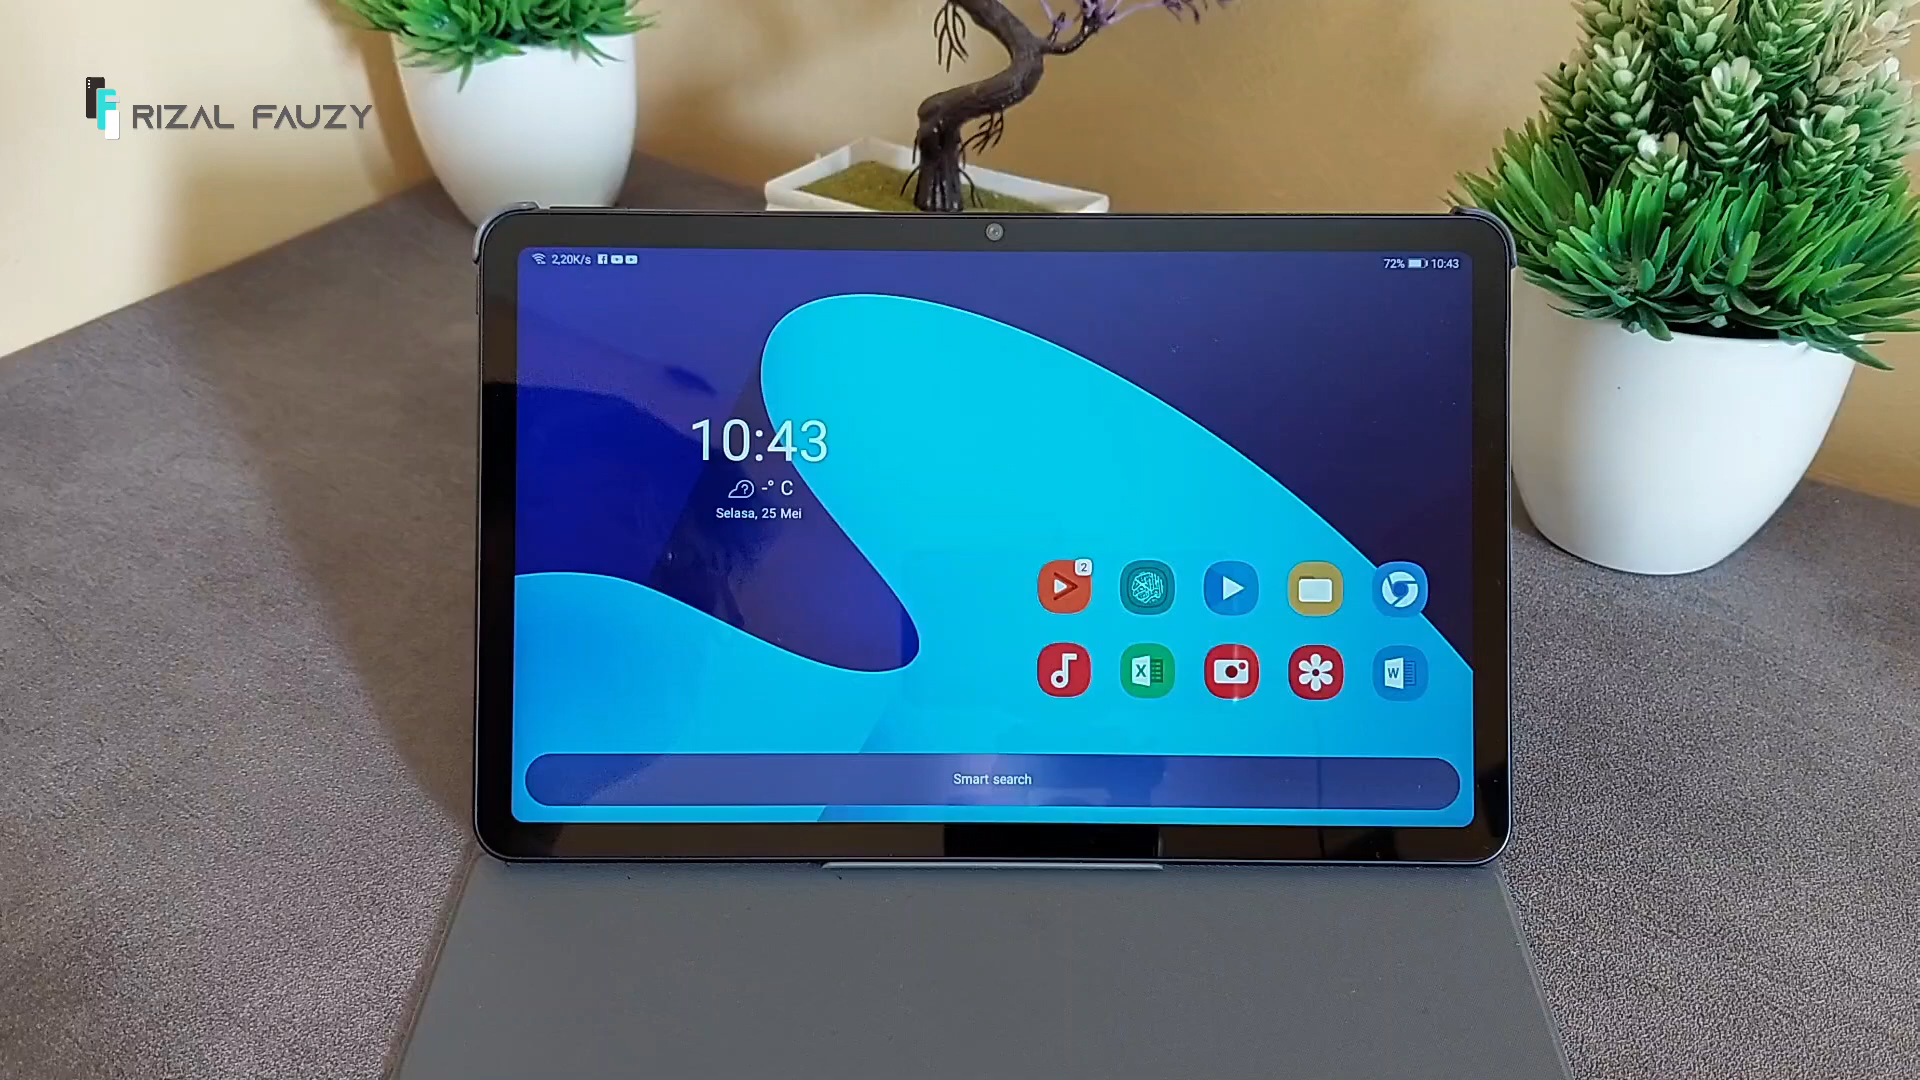 RIZAL FAUZY
2,20K/s
72% 10:43
10:43
-° C
Selasa, 25 Mei
2
X
W
Smart search